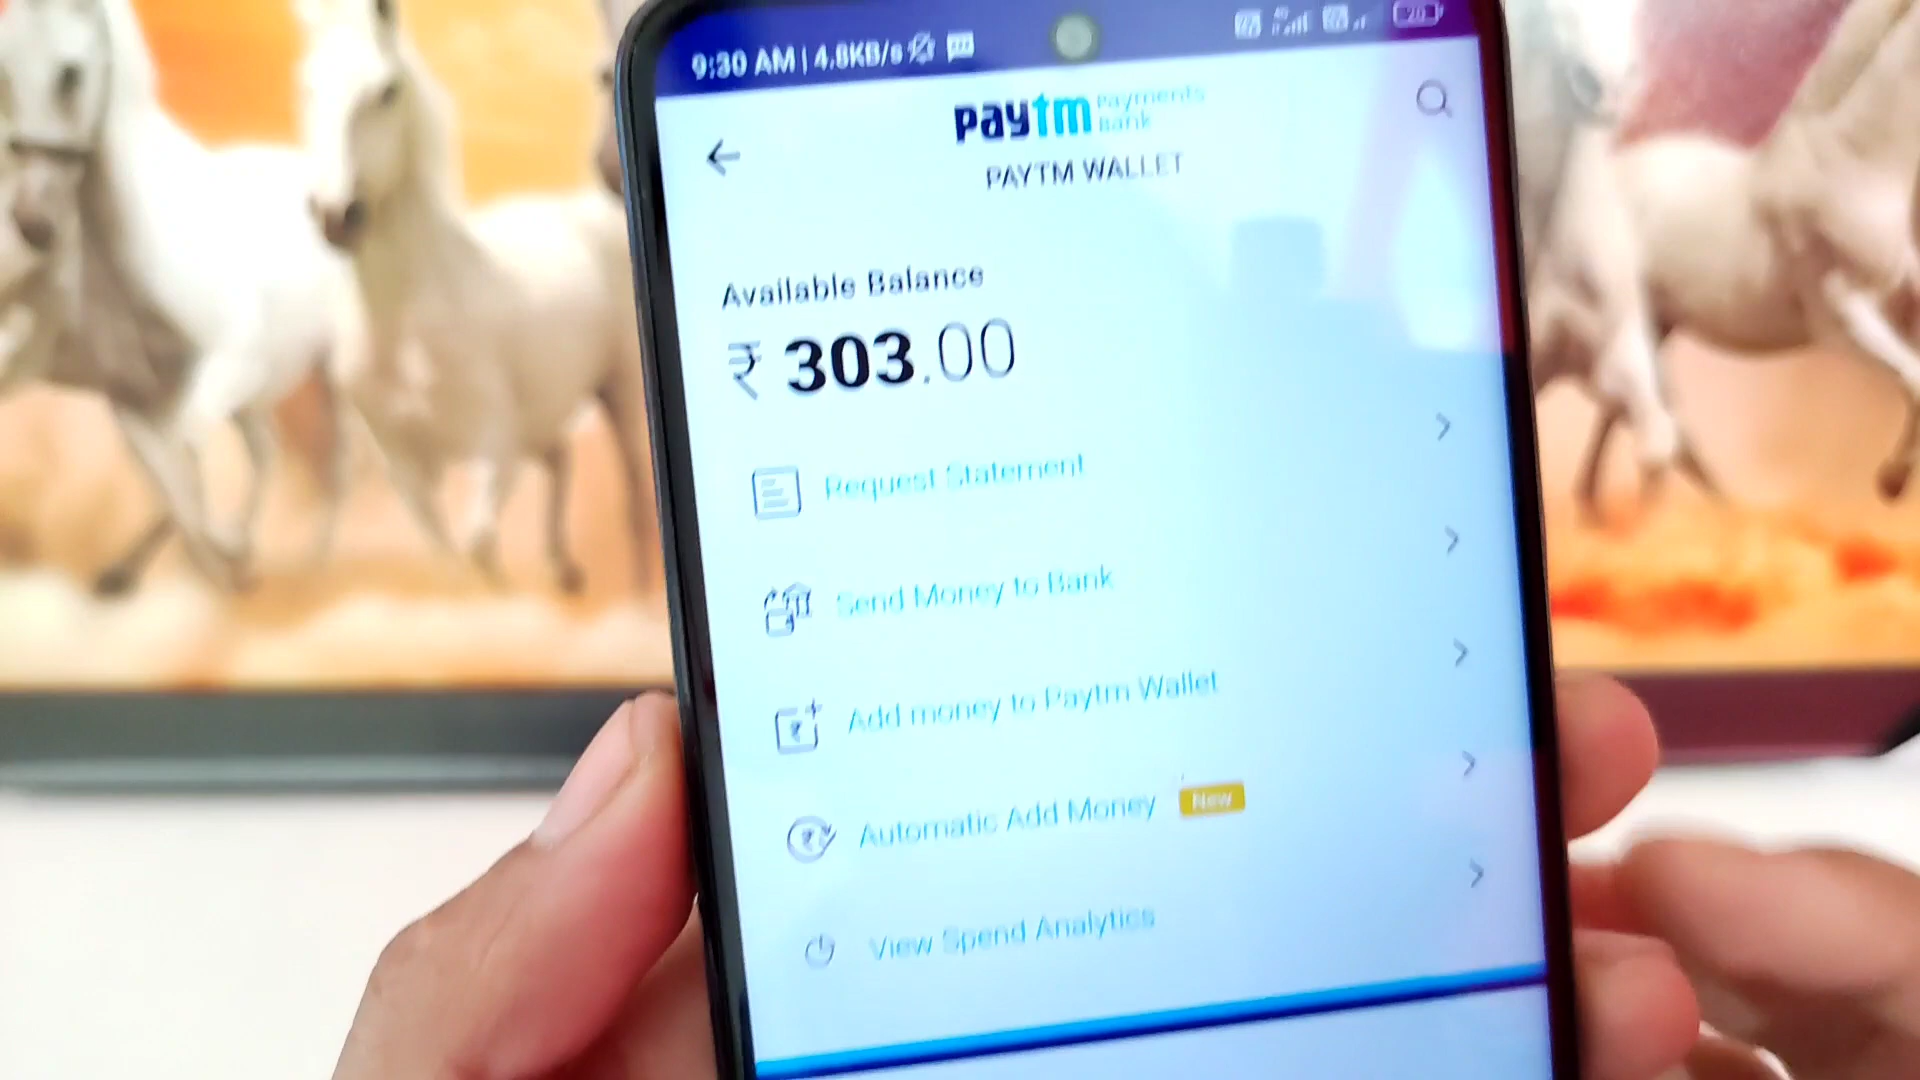 9:30 AM | 4.8KB/s
20
paytm Payments Bank
PAYTM WALLET
Available Balance
₹ 303.00
Request Statement
Send Money to Bank
Add money to Paytm Wallet
Automatic Add Money New
View Spend Analytics